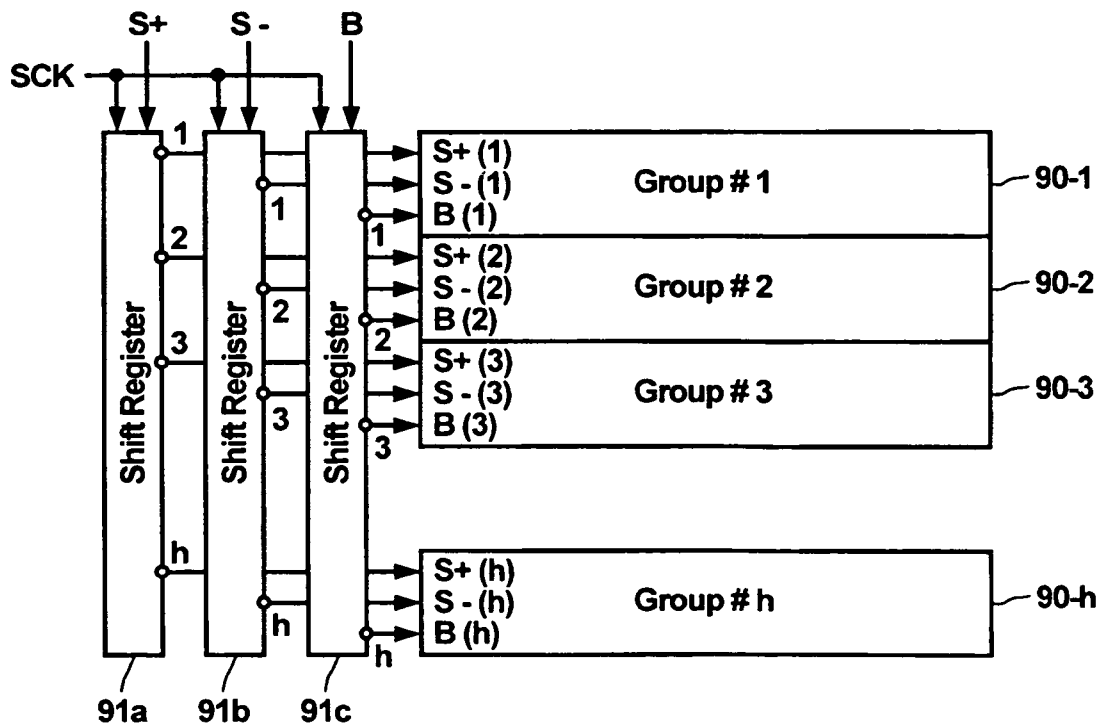 S+ S - B
SCK
1
S+ (1)
S - (1)
B (1)
Group # 1
90-1
1
1
2
S+ (2)
S - (2)
B (2)
Group # 2
90-2
2
2
3
S+ (3)
S - (3)
B (3)
Group # 3
90-3
3
3
Shift Register
Shift Register
Shift Register
h
S+ (h)
S - (h)
B (h)
Group # h
90-h
h
h
91a 91b 91c